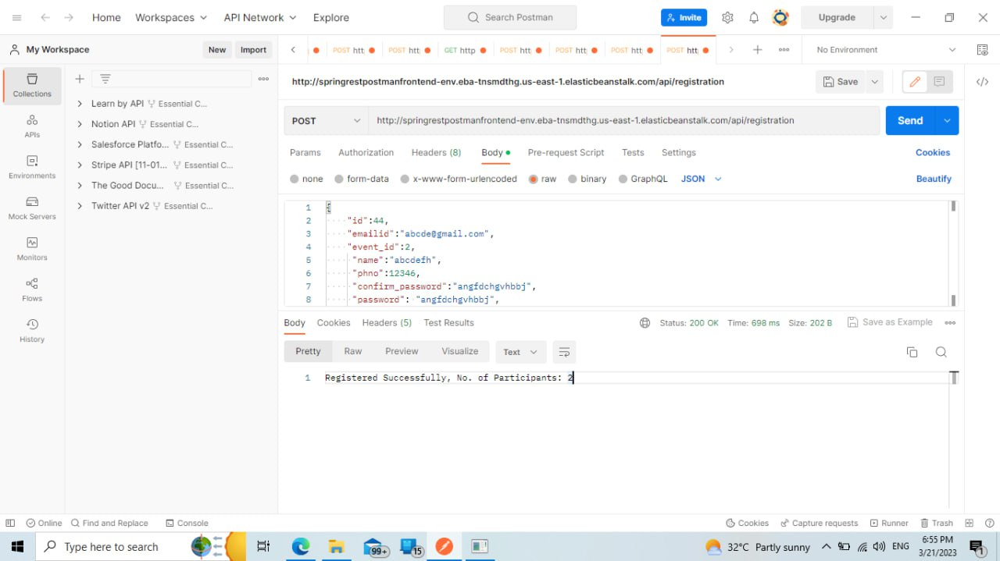 Home
Workspaces
API Network
Explore
Search Postman
Invite
Upgrade
My Workspace
New
Import
POST htt
POST htt
GET http
POST htt
POST htt
POST htt
POST htt
No Environment
Collections
APIs
Environments
Mock Servers
Monitors
Flows
History
Learn by API Essential C...
Notion API Essential C...
Salesforce Platfo... Essential C...
Stripe API [11-01... Essential C...
The Good Docu... Essential C...
Twitter API v2 Essential C...
http://springrestpostmanfrontend-env.eba-tnsmdthg.us-east-1.elasticbeanstalk.com/api/registration
Save
POST
http://springrestpostmanfrontend-env.eba-tnsmdthg.us-east-1.elasticbeanstalk.com/api/registration
Send
Params
Authorization
Headers (8)
Body
Pre-request Script
Tests
Settings
Cookies
none
form-data
x-www-form-urlencoded
raw
binary
GraphQL
JSON
Beautify
1 {
2 "id":44,
3 "emailid":"abcde@gmail.com",
4 "event_id":2,
5 "name":"abcdefh",
6 "phno":12346,
7 "confirm_password":"angfdchgvhbbj",
8 "password": "angfdchgvhbbj",
Body
Cookies
Headers (5)
Test Results
Status: 200 OK
Time: 698 ms
Size: 202 B
Save as Example
Pretty
Raw
Preview
Visualize
Text
1 Registered Successfully, No. of Participants: 2
Online
Find and Replace
Console
Cookies
Capture requests
Runner
Trash
Type here to search
99+
15
32°C Partly sunny
ENG
6:55 PM
3/21/2023
1